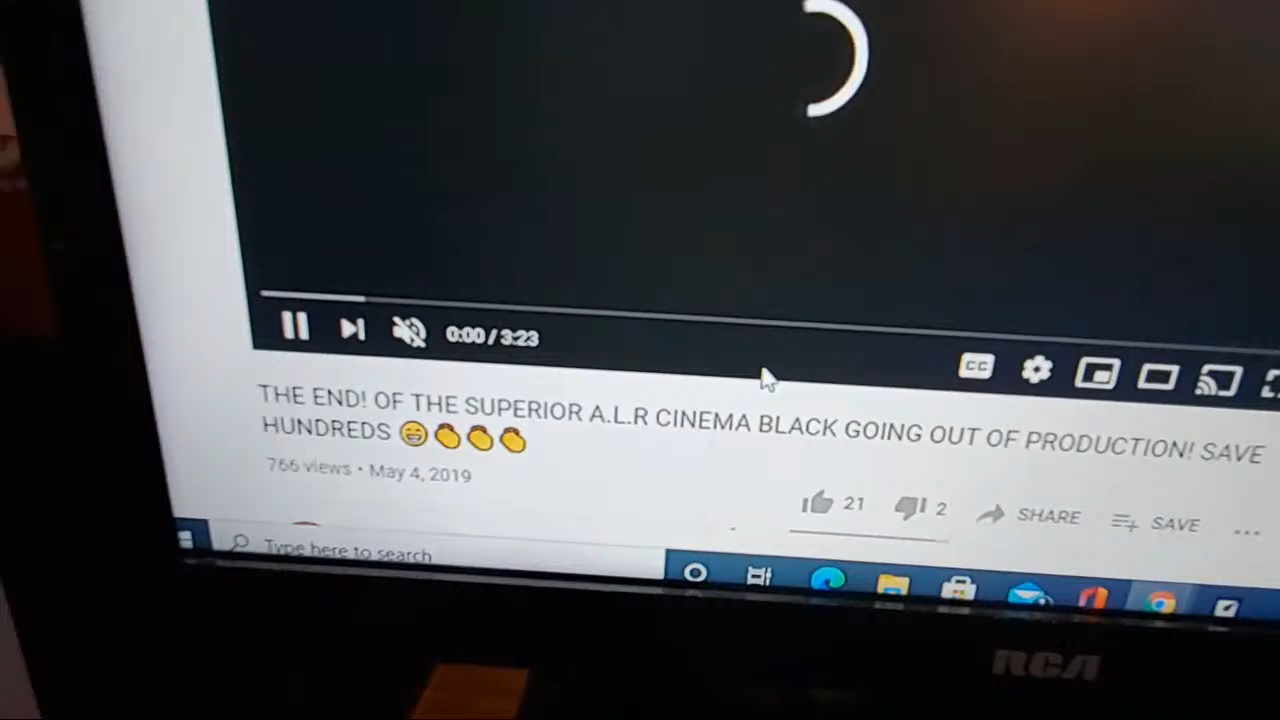 0:00 / 3:23
CC
THE END! OF THE SUPERIOR A.L.R CINEMA BLACK GOING OUT OF PRODUCTION! SAVE
HUNDREDS 😁👏👏👏
766 views • May 4, 2019
21
2
SHARE
SAVE
Type here to search
RCA